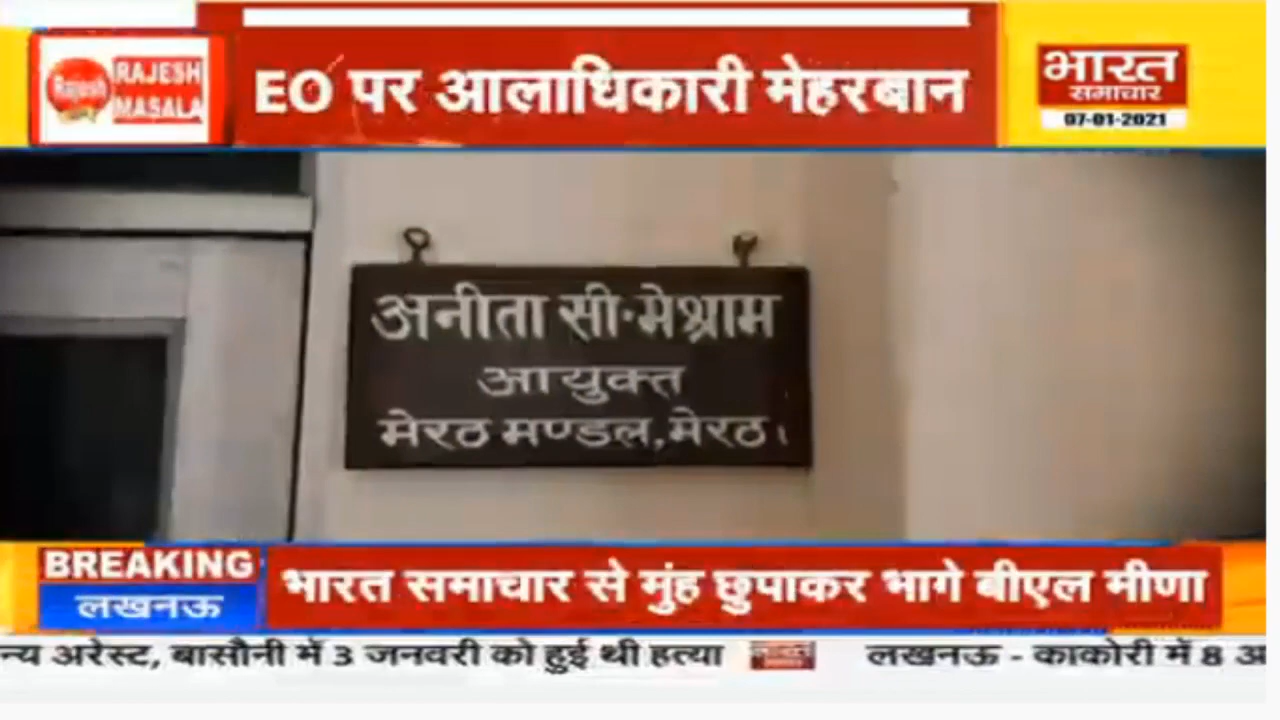 Rajesh
RAJESH
MASALA
EO पर आलाधिकारी मेहरबान
भारत
समाचार
07-01-2021
अनीता सी॰मेश्राम
आयुक्त
मेरठ मण्डल,मेरठ।
BREAKING
लखनऊ
भारत समाचार से मुंह छुपाकर भागे बीएल मीणा
न्य अरेस्ट, बासौनी में 3 जनवरी को हुई थी हत्या
लखनऊ - काकोरी में 8 अ